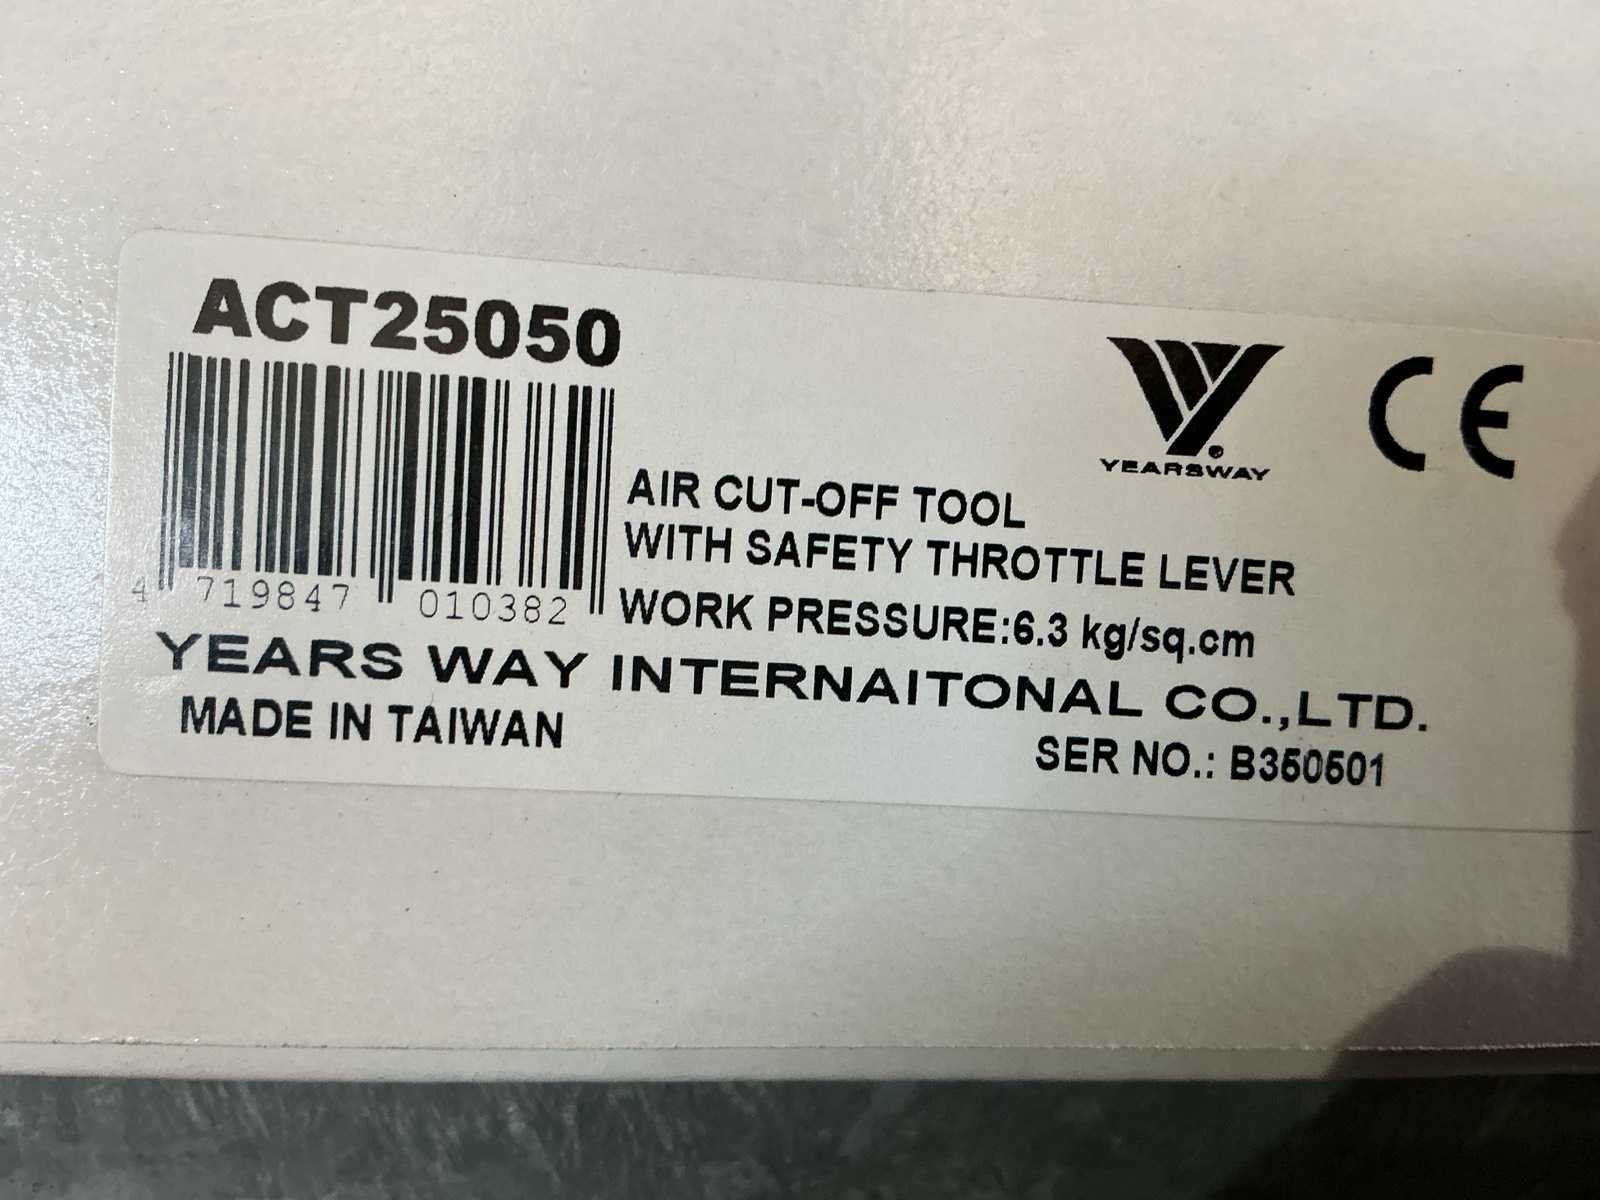 ACT25050
YEARSWAY
CE
AIR CUT-OFF TOOL
WITH SAFETY THROTTLE LEVER
WORK PRESSURE:6.3 kg/sq.cm
4 719847 010382
YEARS WAY INTERNAITONAL CO.,LTD.
MADE IN TAIWAN
SER NO.: B350501